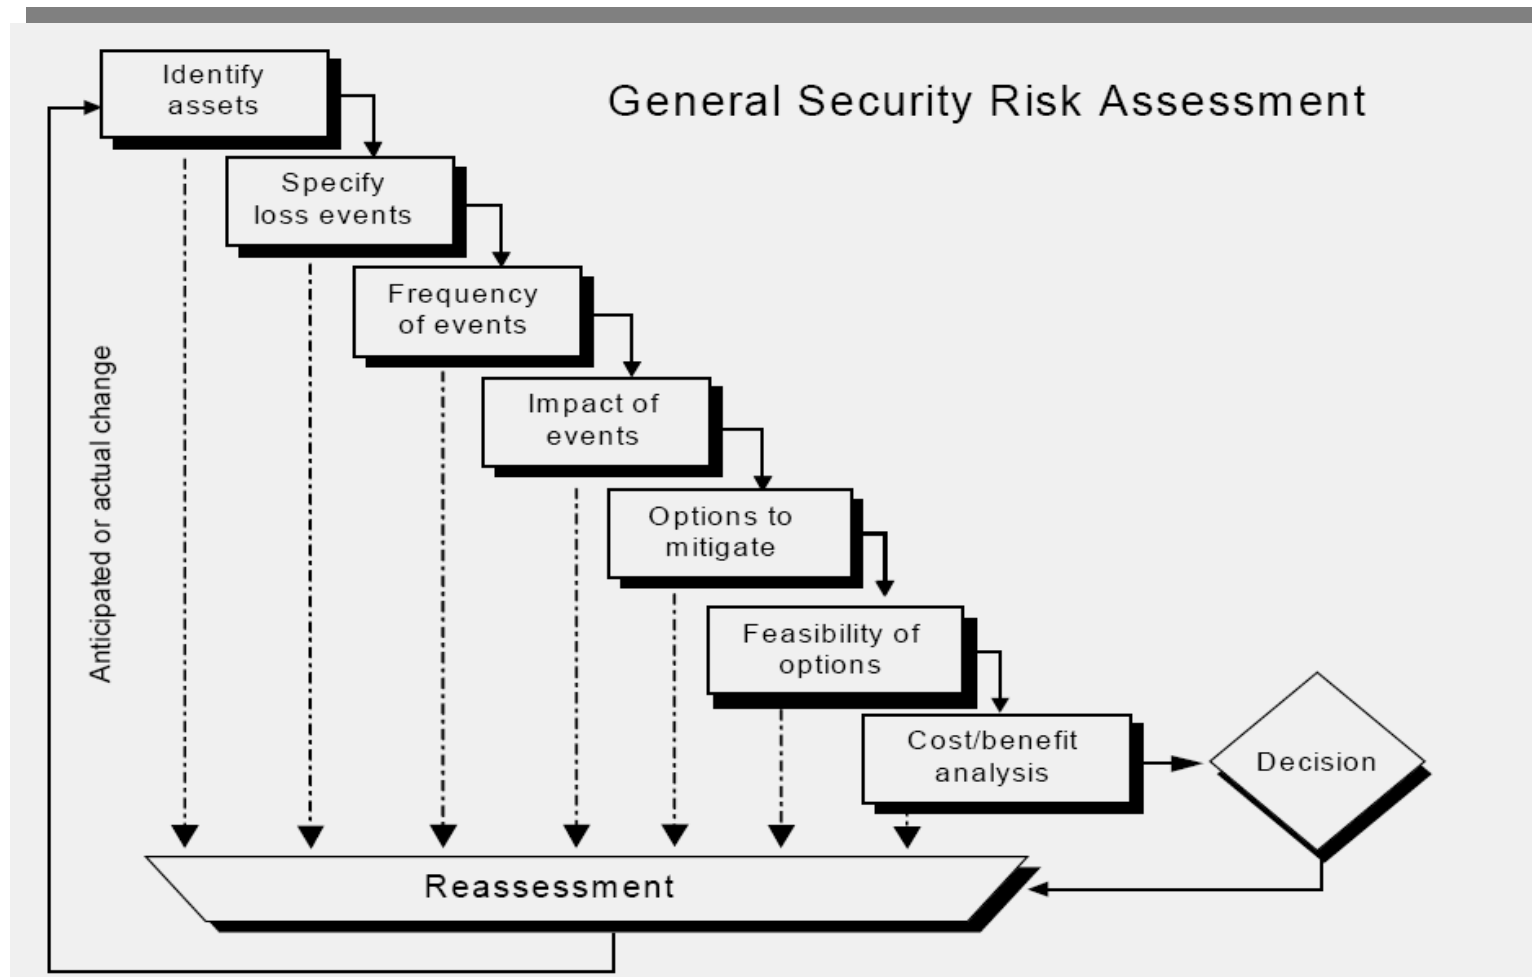 General Security Risk Assessment
Identify
assets
Specify
loss events
Frequency
of events
Impact of
events
Options to
mitigate
Feasibility of
options
Cost/benefit
analysis
Decision
Reassessment
Anticipated or actual change